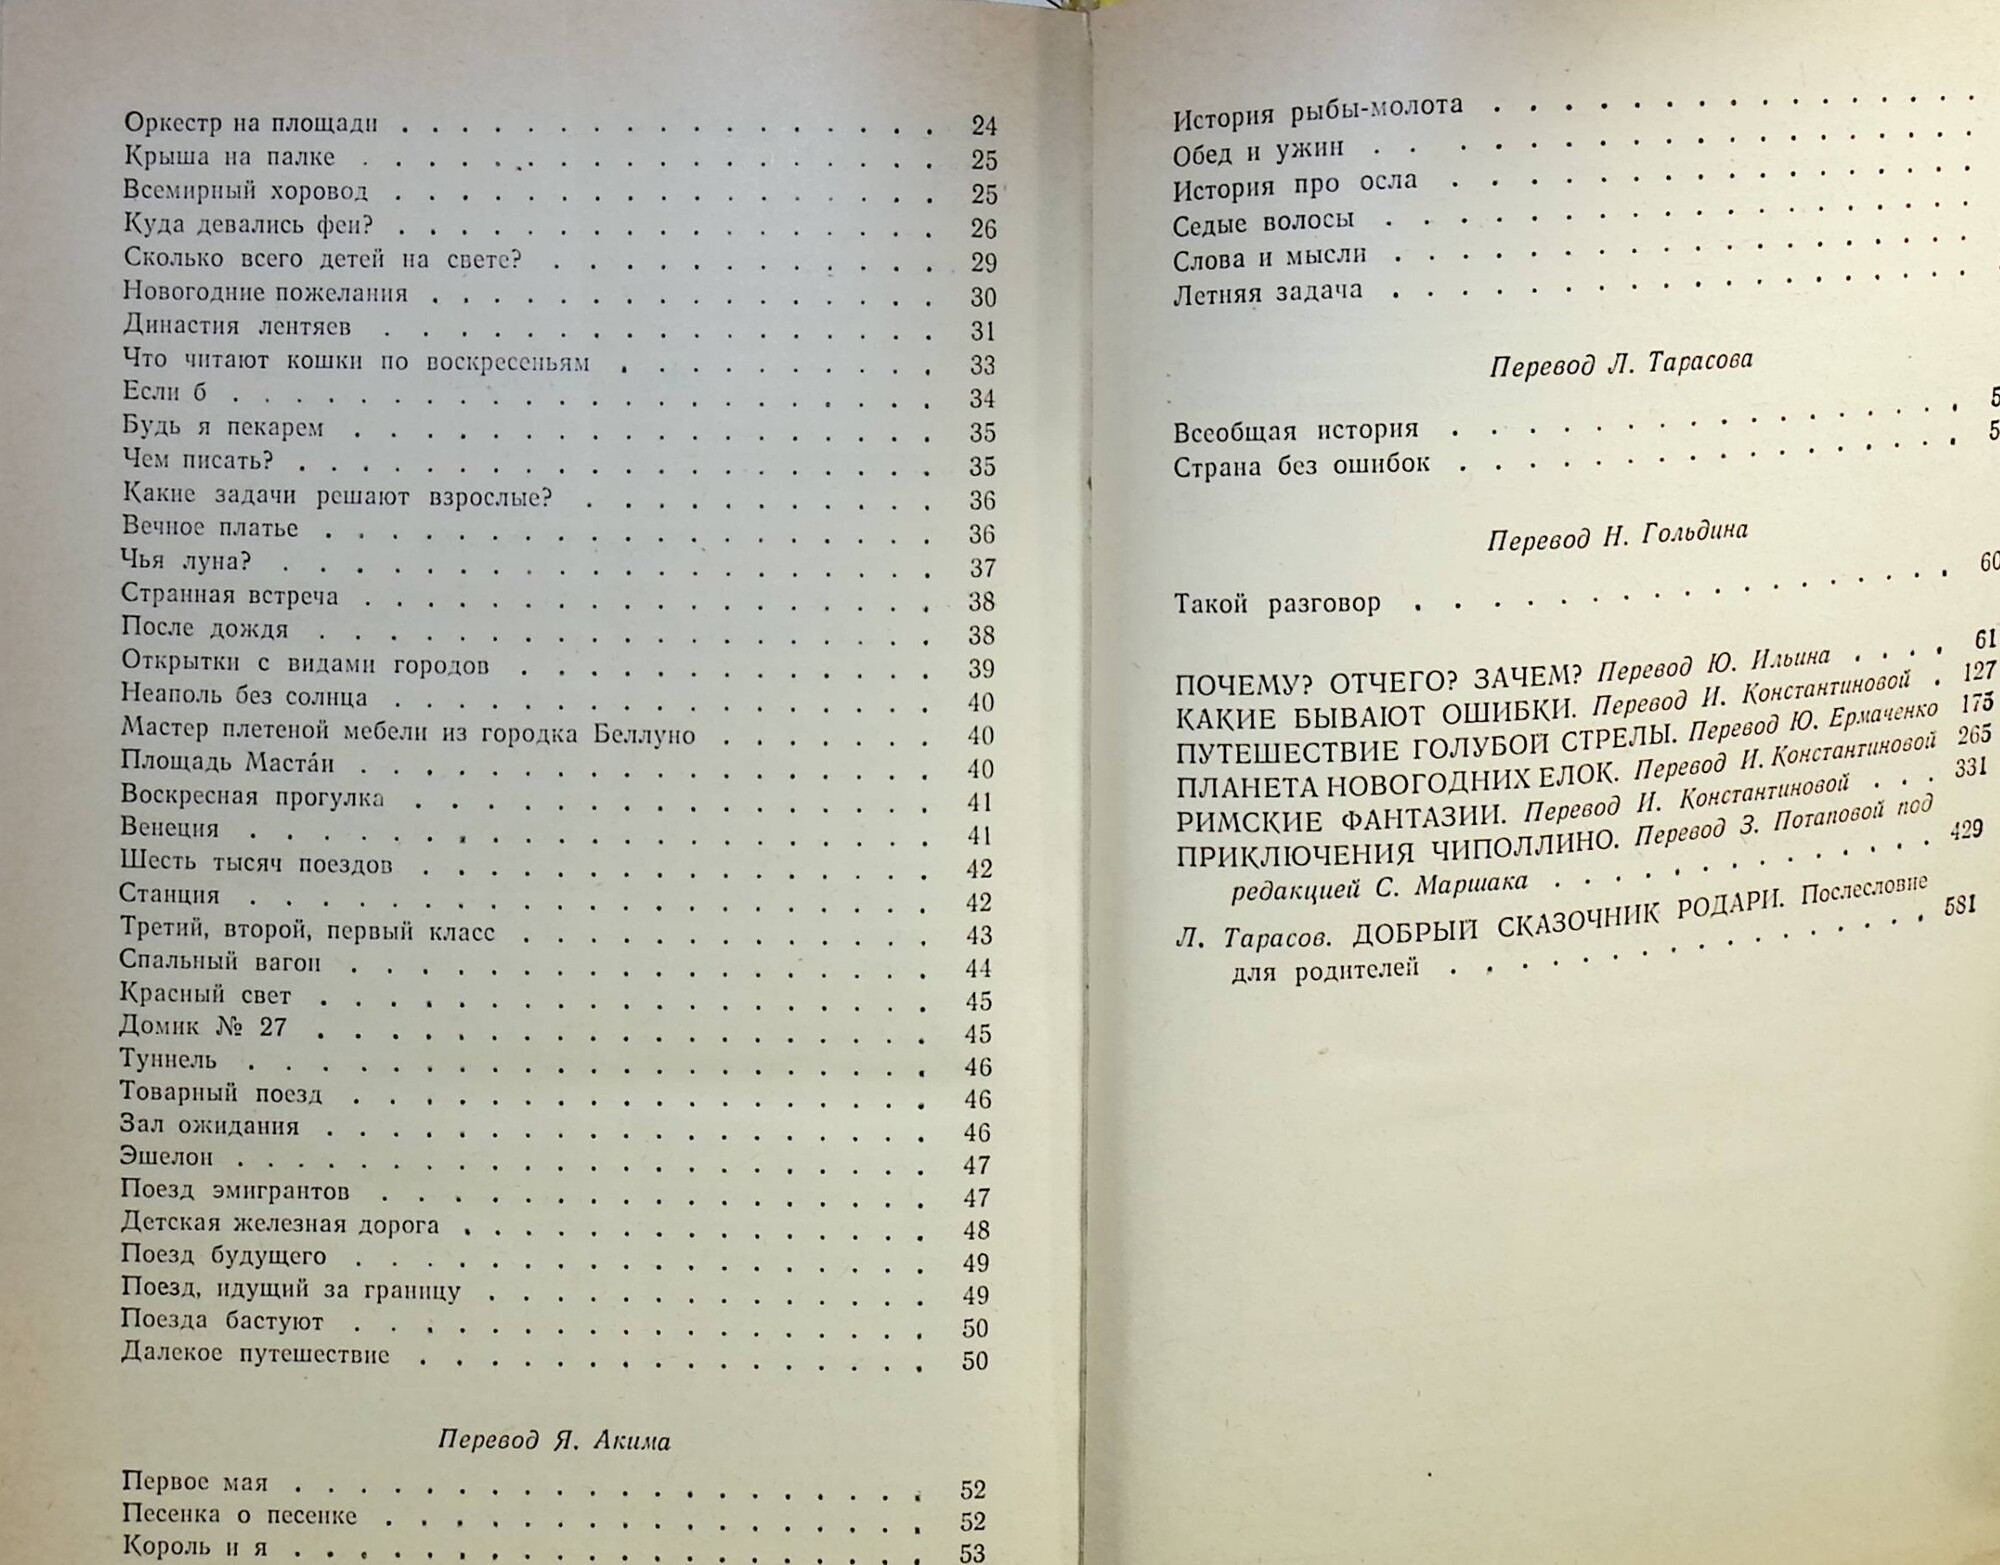 Оркестр на площади . . . . . . . . . . . . . . . . . 24
Крыша на палке . . . . . . . . . . . . . . . . . . 25
Всемирный хоровод . . . . . . . . . . . . . . . . . 25
Куда девались феи? . . . . . . . . . . . . . . . . . 26
Сколько всего детей на свете? . . . . . . . . . . . . 29
Новогодние пожелания . . . . . . . . . . . . . . . . 30
Династия лентяев . . . . . . . . . . . . . . . . . 31
Что читают кошки по воскресеньям . . . . . . . . . . 33
Если б . . . . . . . . . . . . . . . . . . . . . . 34
Будь я пекарем . . . . . . . . . . . . . . . . . . 35
Чем писать? . . . . . . . . . . . . . . . . . . . . 35
Какие задачи решают взрослые? . . . . . . . . . . . 36
Вечное платье . . . . . . . . . . . . . . . . . . . 36
Чья луна? . . . . . . . . . . . . . . . . . . . . 37
Странная встреча . . . . . . . . . . . . . . . . . . 38
После дождя . . . . . . . . . . . . . . . . . . . 38
Открытки с видами городов . . . . . . . . . . . . . 39
Неаполь без солнца . . . . . . . . . . . . . . . . . 40
Мастер плетеной мебели из городка Беллуно . . . . . . . 40
Площадь Мастáи . . . . . . . . . . . . . . . . . . 40
Воскресная прогулка . . . . . . . . . . . . . . . . 41
Венеция . . . . . . . . . . . . . . . . . . . . . 41
Шесть тысяч поездов . . . . . . . . . . . . . . . . 42
Станция . . . . . . . . . . . . . . . . . . . . . 42
Третий, второй, первый класс . . . . . . . . . . . . . 43
Спальный вагон . . . . . . . . . . . . . . . . . . 44
Красный свет . . . . . . . . . . . . . . . . . . . 45
Домик № 27 . . . . . . . . . . . . . . . . . . . 45
Туннель . . . . . . . . . . . . . . . . . . . . . 46
Товарный поезд . . . . . . . . . . . . . . . . . . 46
Зал ожидания . . . . . . . . . . . . . . . . . . . 46
Эшелон . . . . . . . . . . . . . . . . . . . . . 47
Поезд эмигрантов . . . . . . . . . . . . . . . . . 47
Детская железная дорога . . . . . . . . . . . . . . . 48
Поезд будущего . . . . . . . . . . . . . . . . . . 49
Поезд, идущий за границу . . . . . . . . . . . . . . 49
Поезда бастуют . . . . . . . . . . . . . . . . . . 50
Далекое путешествие . . . . . . . . . . . . . . . . 50
Перевод Я. Акима
Первое мая . . . . . . . . . . . . . . . . . . . . 52
Песенка о песенке . . . . . . . . . . . . . . . . . 52
Король и я . . . . . . . . . . . . . . . . . . . . 53
История рыбы-молота . . . . . . . . . . . . . . .
Обед и ужин . . . . . . . . . . . . . . . . . .
История про осла . . . . . . . . . . . . . . . .
Седые волосы . . . . . . . . . . . . . . . . . .
Слова и мысли . . . . . . . . . . . . . . . . .
Летняя задача . . . . . . . . . . . . . . . . .
Перевод Л. Тарасова
Всеобщая история . . . . . . . . . . . . . . . . 5
Страна без ошибок . . . . . . . . . . . . . . . . 5
Перевод Н. Гольдина
Такой разговор . . . . . . . . . . . . . . . . 60
ПОЧЕМУ? ОТЧЕГО? ЗАЧЕМ? Перевод Ю. Ильина . . . . 61
КАКИЕ БЫВАЮТ ОШИБКИ. Перевод И. Константиновой . 127
ПУТЕШЕСТВИЕ ГОЛУБОЙ СТРЕЛЫ. Перевод Ю. Ермаченко 175
ПЛАНЕТА НОВОГОДНИХ ЕЛОК. Перевод И. Константиновой 265
РИМСКИЕ ФАНТАЗИИ. Перевод И. Константиновой . . . 331
ПРИКЛЮЧЕНИЯ ЧИПОЛЛИНО. Перевод З. Потаповой под
редакцией С. Маршака . . . . . . . . . . . . . 429
Л. Тарасов. ДОБРЫЙ СКАЗОЧНИК РОДАРИ. Послесловие
для родителей . . . . . . . . . . . . . . . 581